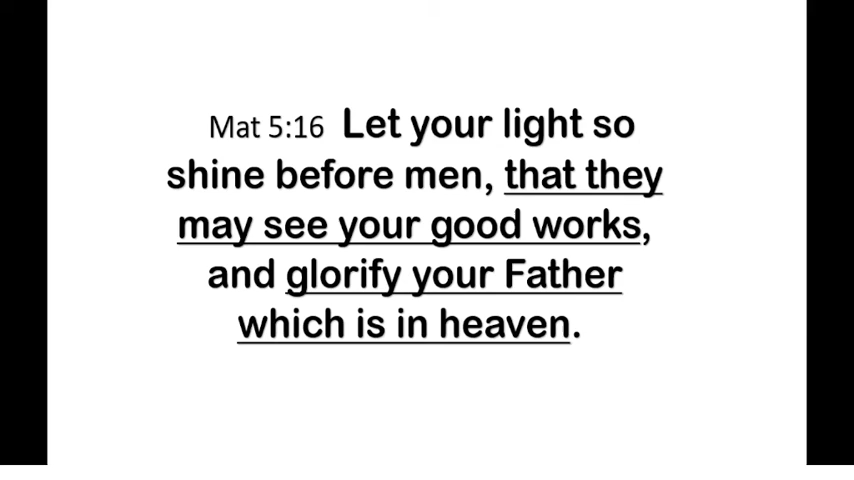 Mat 5:16 Let your light so
shine before men, that they
may see your good works,
and glorify your Father
which is in heaven.